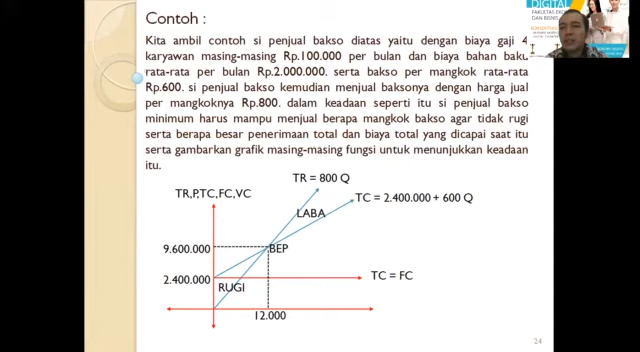 Contoh :
DIGITAL
FAKULTAS EKO
DAN BISNIS
Kita ambil contoh si penjual bakso diatas yaitu dengan biaya gaji 4
karyawan masing-masing Rp.100.000 per bulan dan biaya bahan baku
rata-rata per bulan Rp.2.000.000 serta bakso per mangkok rata-rata
Rp.600. si penjual bakso kemudian menjual baksonya dengan harga jual
per mangkoknya Rp.800. dalam keadaan seperti itu si penjual bakso
minimum harus mampu menjual berapa mangkok bakso agar tidak rugi
serta berapa besar penerimaan total dan biaya total yang dicapai saat itu
serta gambarkan grafik masing-masing fungsi untuk menunjukkan keadaan
itu.
TR = 800 Q
TR,P,TC,FC,VC
TC = 2.400.000 + 600 Q
LABA
9.600.000
BEP
2.400.000
TC = FC
RUGI
12.000
24